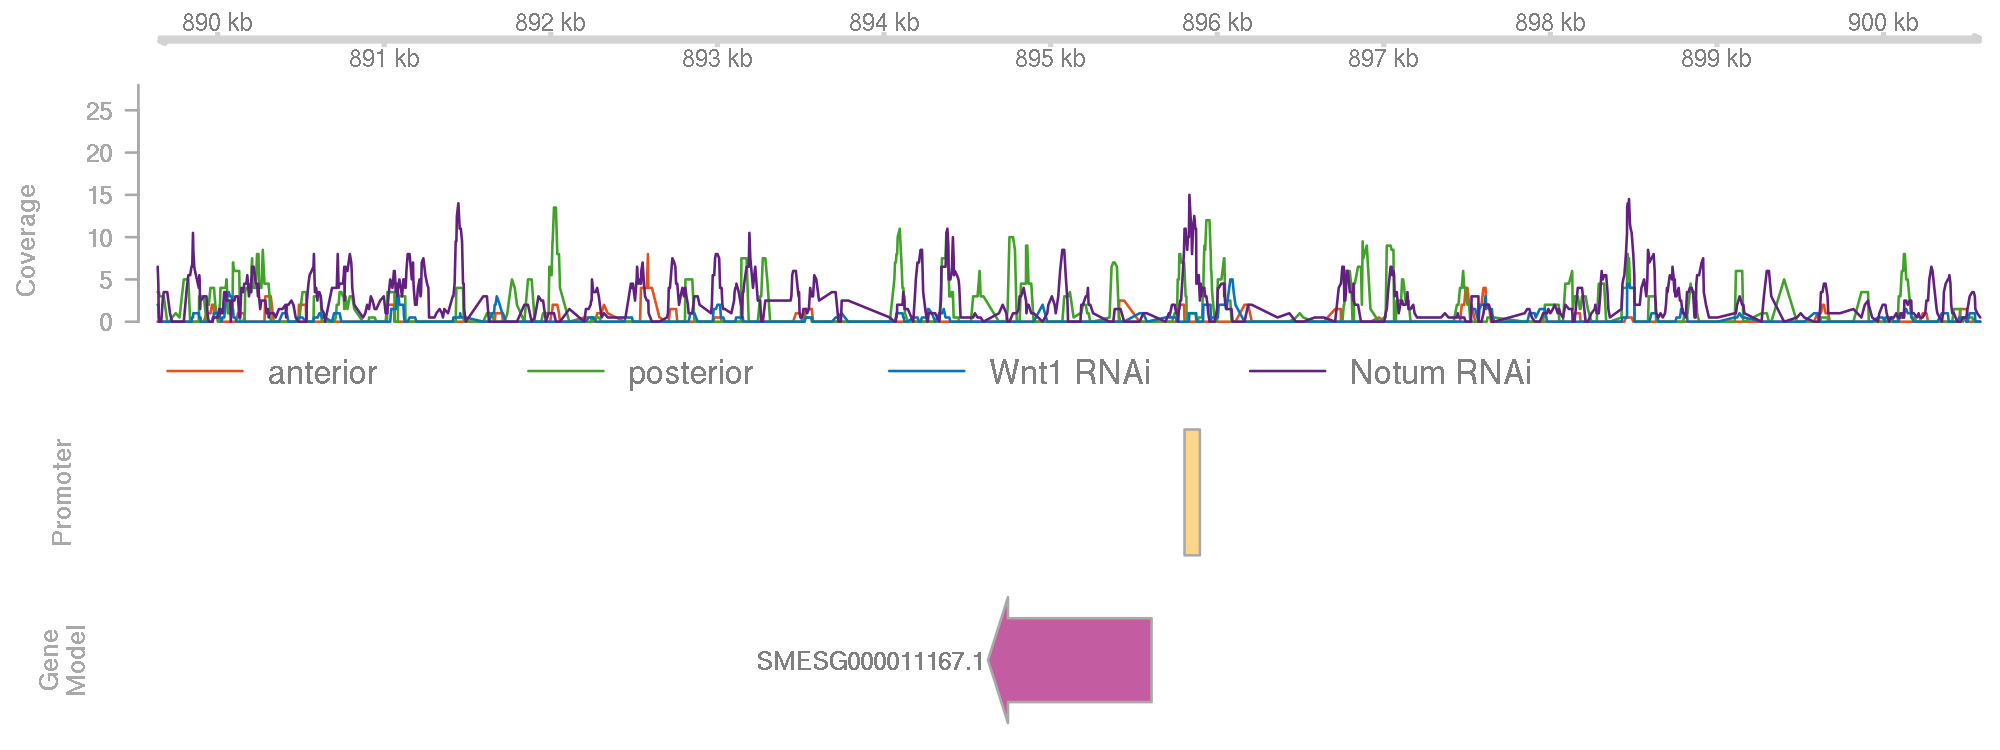 890 kb 892 kb 894 kb 896 kb 898 kb 900 kb
891 kb 893 kb 895 kb 897 kb 899 kb
Coverage
25
20
15
10
5
0
anterior posterior Wnt1 RNAi Notum RNAi
Promoter
Gene
Model
SMESG000011167.1